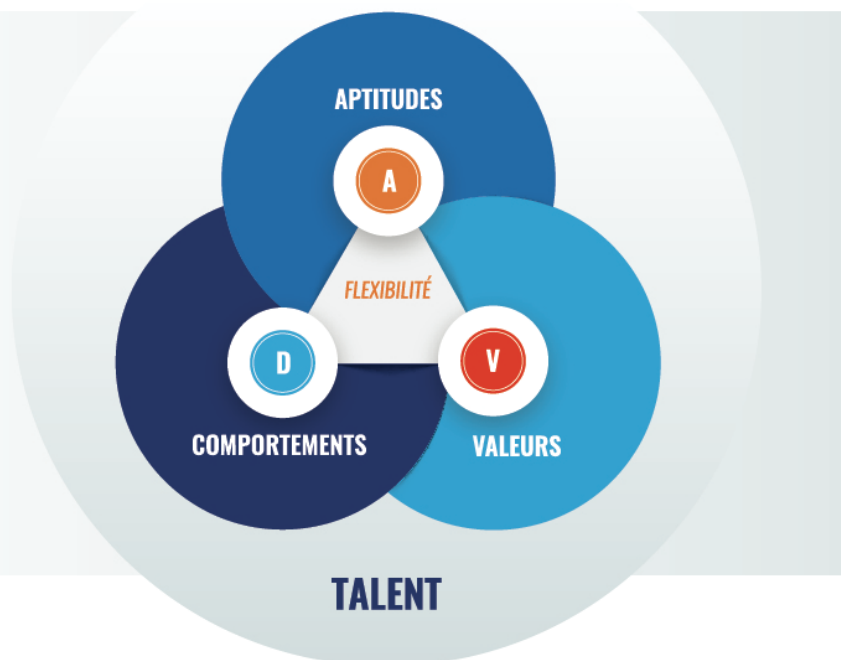 APTITUDES
A
FLEXIBILITÉ
D
V
COMPORTEMENTS
VALEURS
TALENT